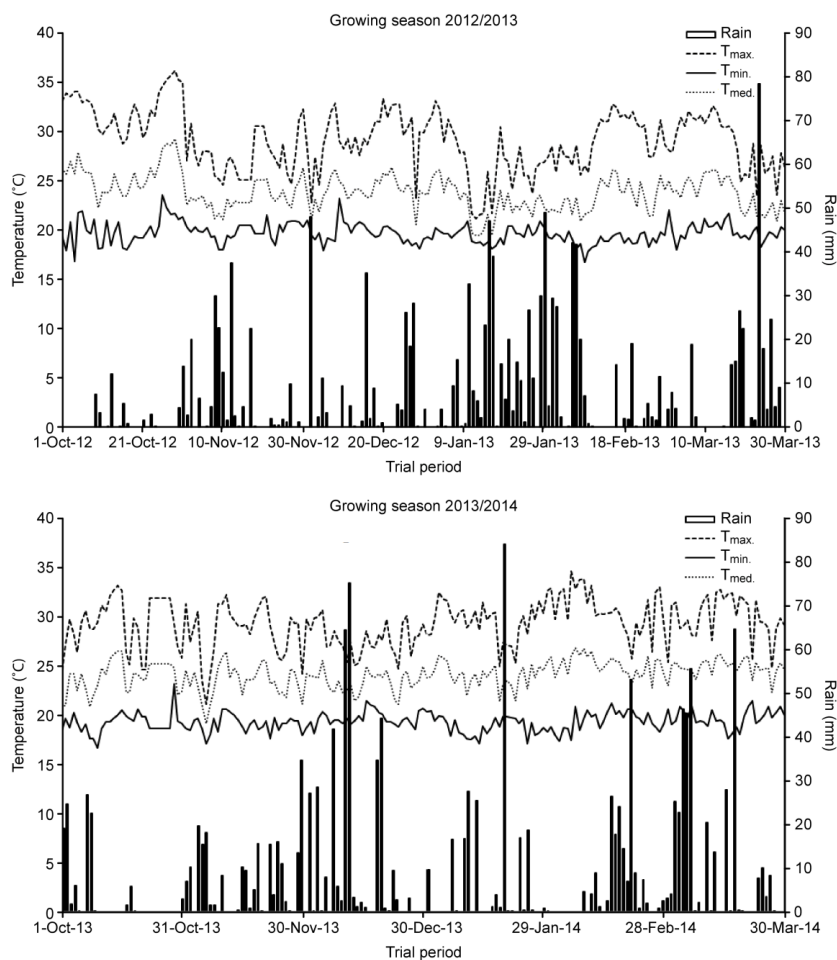 Growing season 2012/2013
40
35
30
25
20
15
10
5
0
Temperature (°C)
90
80
70
60
50
40
30
20
10
0
Rain (mm)
Rain
Tmax.
Tmin.
Tmed.
1-Oct-12 21-Oct-12 10-Nov-12 30-Nov-12 20-Dec-12 9-Jan-13 29-Jan-13 18-Feb-13 10-Mar-13 30-Mar-13
Trial period
Growing season 2013/2014
40
35
30
25
20
15
10
5
0
Temperature (°C)
90
80
70
60
50
40
30
20
10
0
Rain (mm)
Rain
Tmax.
Tmin.
Tmed.
1-Oct-13 31-Oct-13 30-Nov-13 30-Dec-13 29-Jan-14 28-Feb-14 30-Mar-14
Trial period